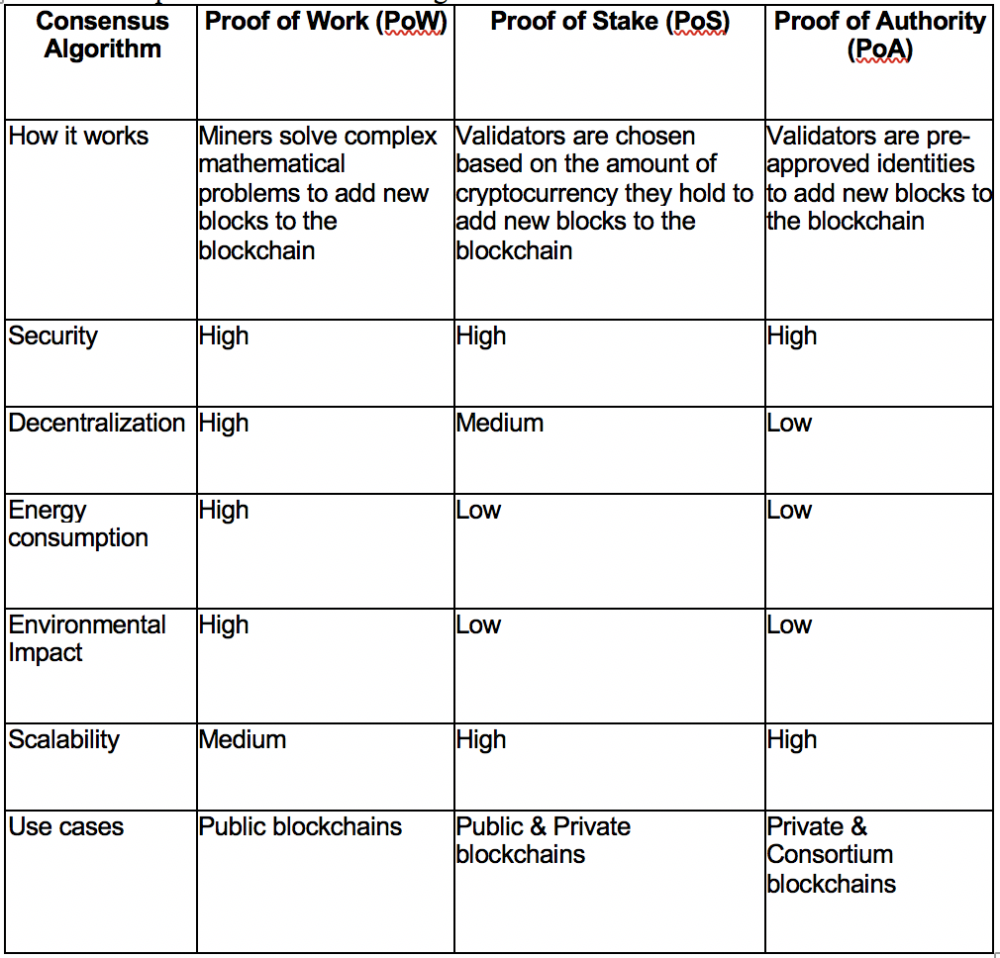 Consensus Algorithm Proof of Work (PoW) Proof of Stake (PoS) Proof of Authority (PoA)
How it works
Miners solve complex
mathematical
problems to add new
blocks to the
blockchain
Validators are chosen
based on the amount of
cryptocurrency they hold to
add new blocks to the
blockchain
Validators are pre-
approved identities
to add new blocks to
the blockchain
Security High High High
Decentralization High Medium Low
Energy consumption High Low Low
Environmental Impact High Low Low
Scalability Medium High High
Use cases
Public blockchains
Public & Private
blockchains
Private &
Consortium
blockchains